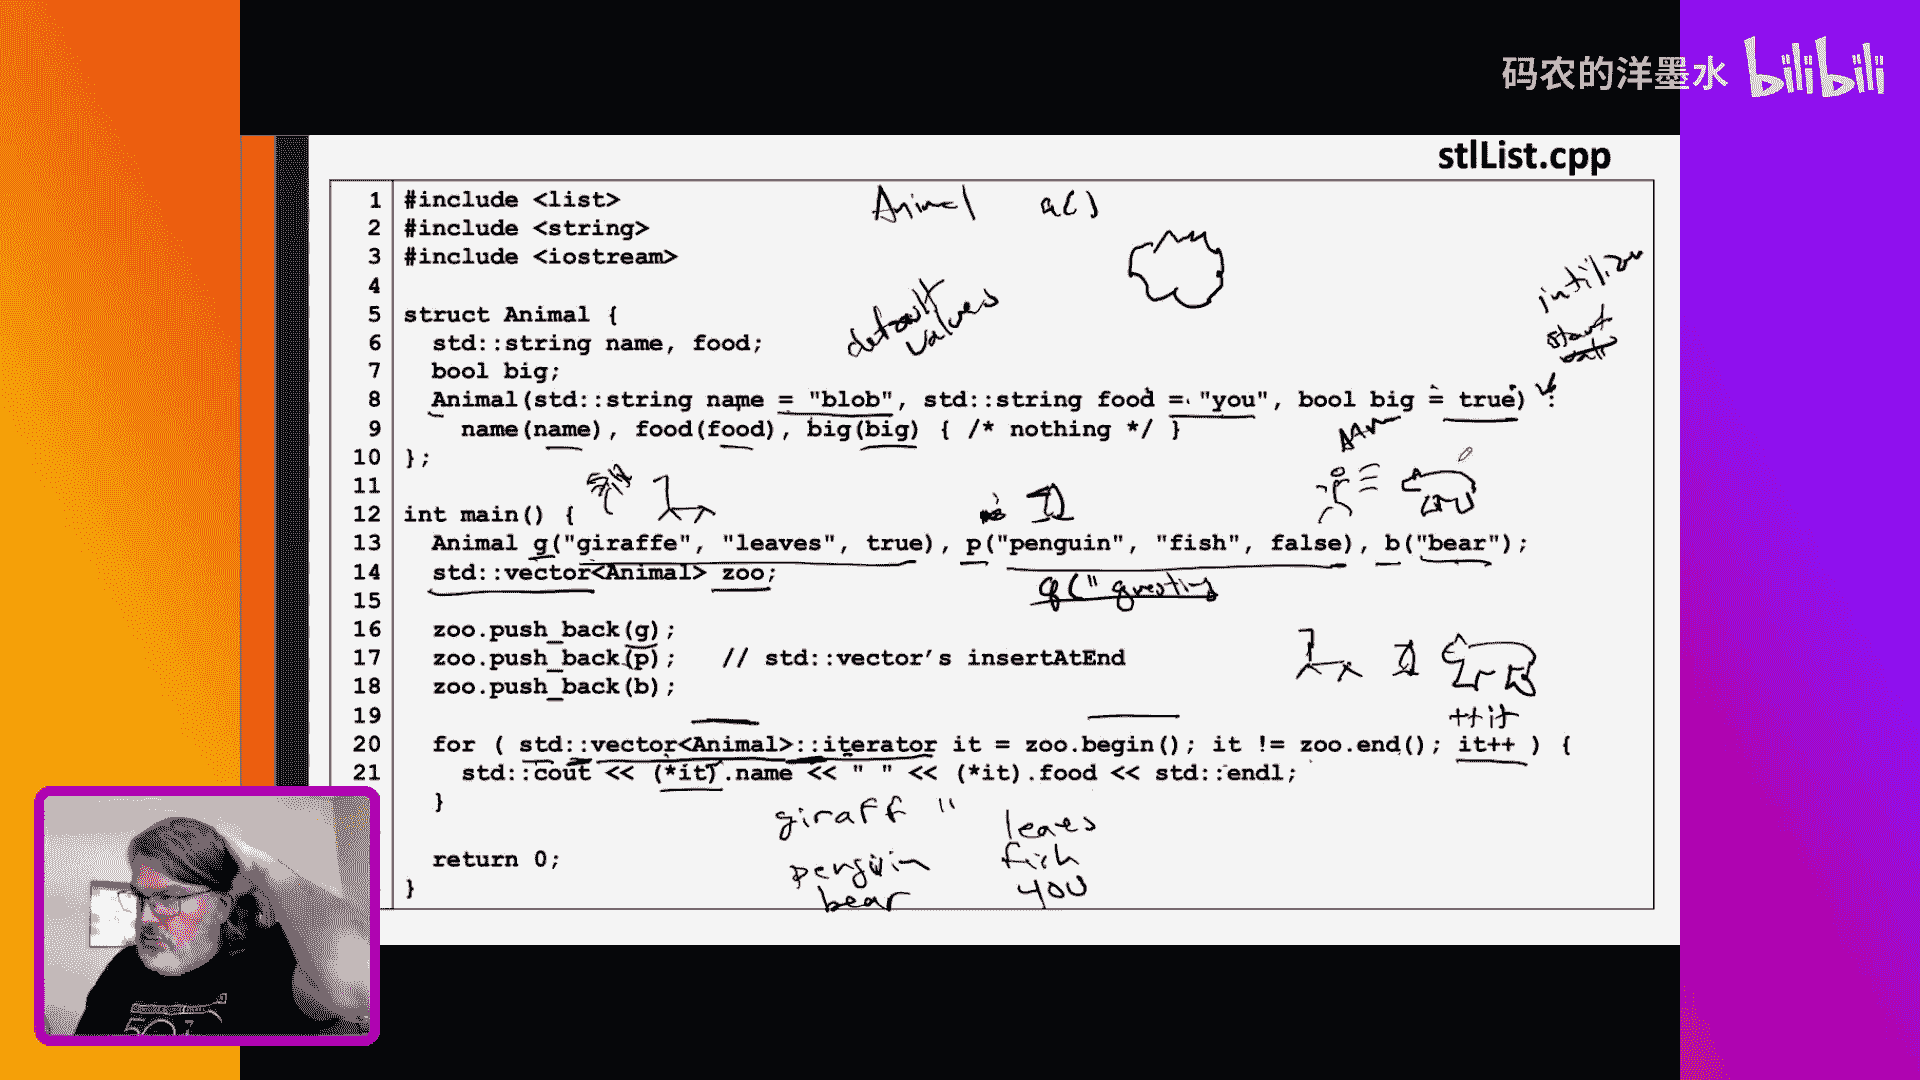 码农的洋墨水 bilibili
stlList.cpp
1 #include <list>
2 #include <string>
3 #include <iostream>
4
5 struct Animal {
6 std::string name, food;
7 bool big;
8 Animal(std::string name = "blob", std::string food = "you", bool big = true) :
9 name(name), food(food), big(big) { /* nothing */ }
10 };
11
12 int main() {
13 Animal g("giraffe", "leaves", true), p("penguin", "fish", false), b("bear");
14 std::vector<Animal> zoo;
15
16 zoo.push_back(g);
17 zoo.push_back(p); // std::vector's insertAtEnd
18 zoo.push_back(b);
19
20 for ( std::vector<Animal>::iterator it = zoo.begin(); it != zoo.end(); it++ ) {
21 std::cout << (*it).name << " " << (*it).food << std::endl;
}
return 0;
}
Animal a()
default
values
++it
giraff " leaes
penguin fish
bear you